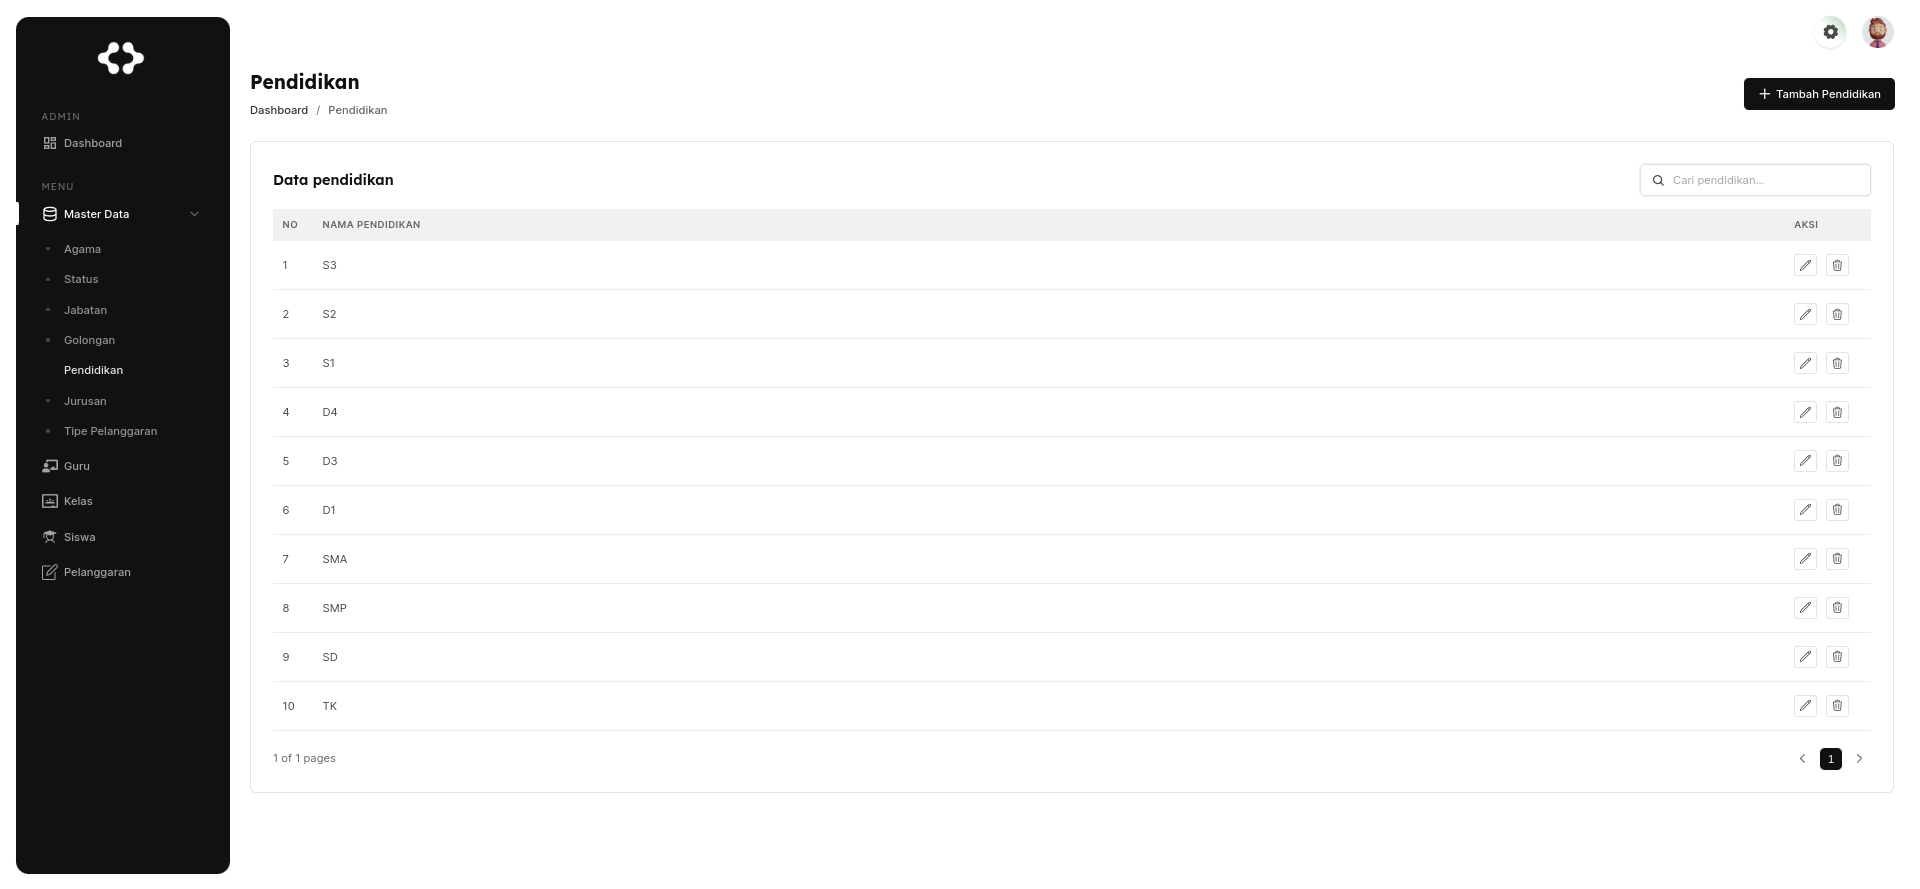 ADMIN
Dashboard
MENU
Master Data
Agama
Status
Jabatan
Golongan
Pendidikan
Jurusan
Tipe Pelanggaran
Guru
Kelas
Siswa
Pelanggaran
Pendidikan
Dashboard / Pendidikan
+ Tambah Pendidikan
Data pendidikan
Cari pendidikan...
NO NAMA PENDIDIKAN AKSI
1 S3
2 S2
3 S1
4 D4
5 D3
6 D1
7 SMA
8 SMP
9 SD
10 TK
1 of 1 pages
1